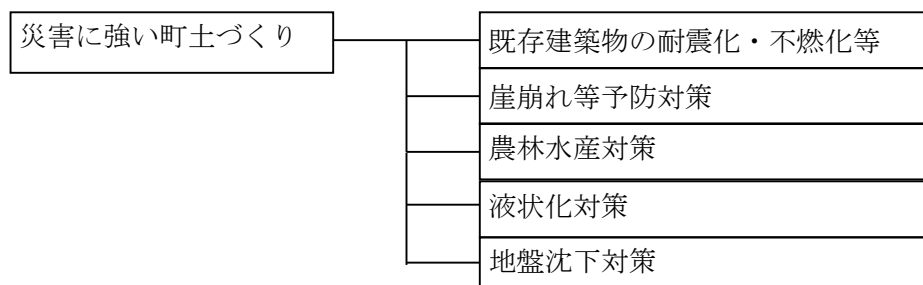 災害に強い町土づくり
既存建築物の耐震化・不燃化等
崖崩れ等予防対策
農林水産対策
液状化対策
地盤沈下対策